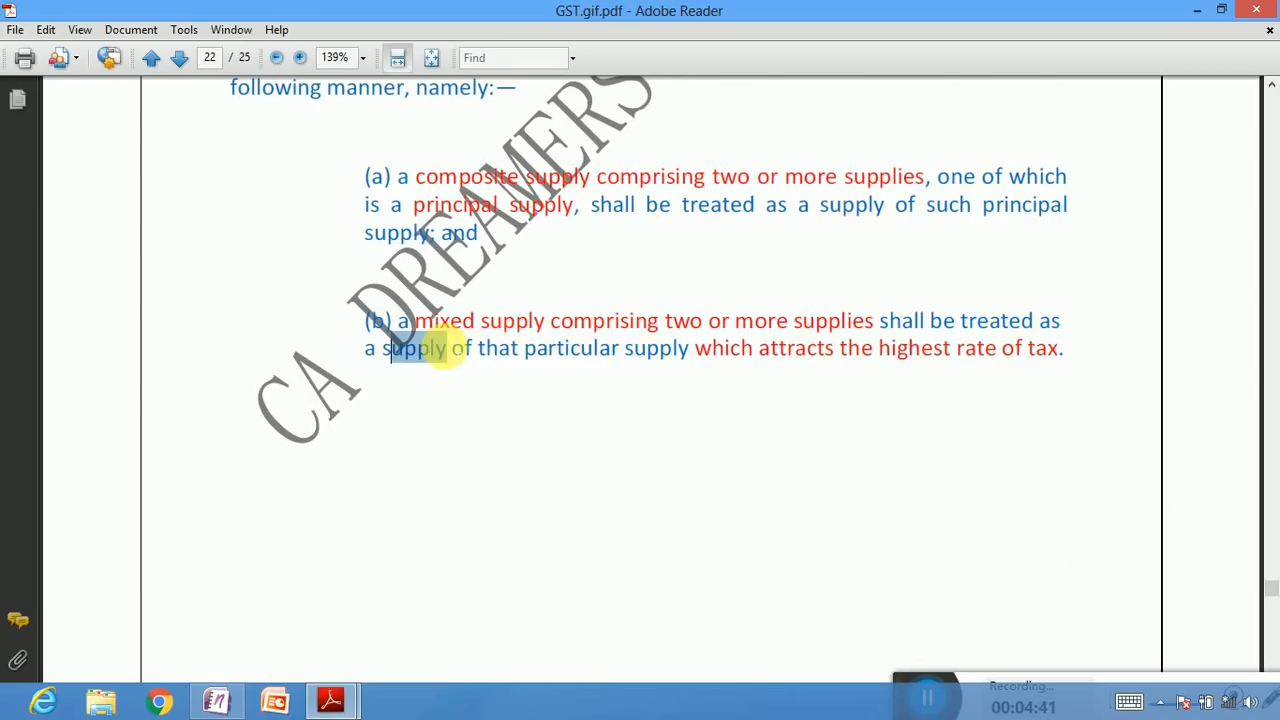 GST.gif.pdf - Adobe Reader
File Edit View Document Tools Window Help
22 / 25 139% Find
following manner, namely:—
(a) a composite supply comprising two or more supplies, one of which
is a principal supply, shall be treated as a supply of such principal
supply; and
(b) a mixed supply comprising two or more supplies shall be treated as
a supply of that particular supply which attracts the highest rate of tax.
CA DREAMERS
Recording...
00:04:41